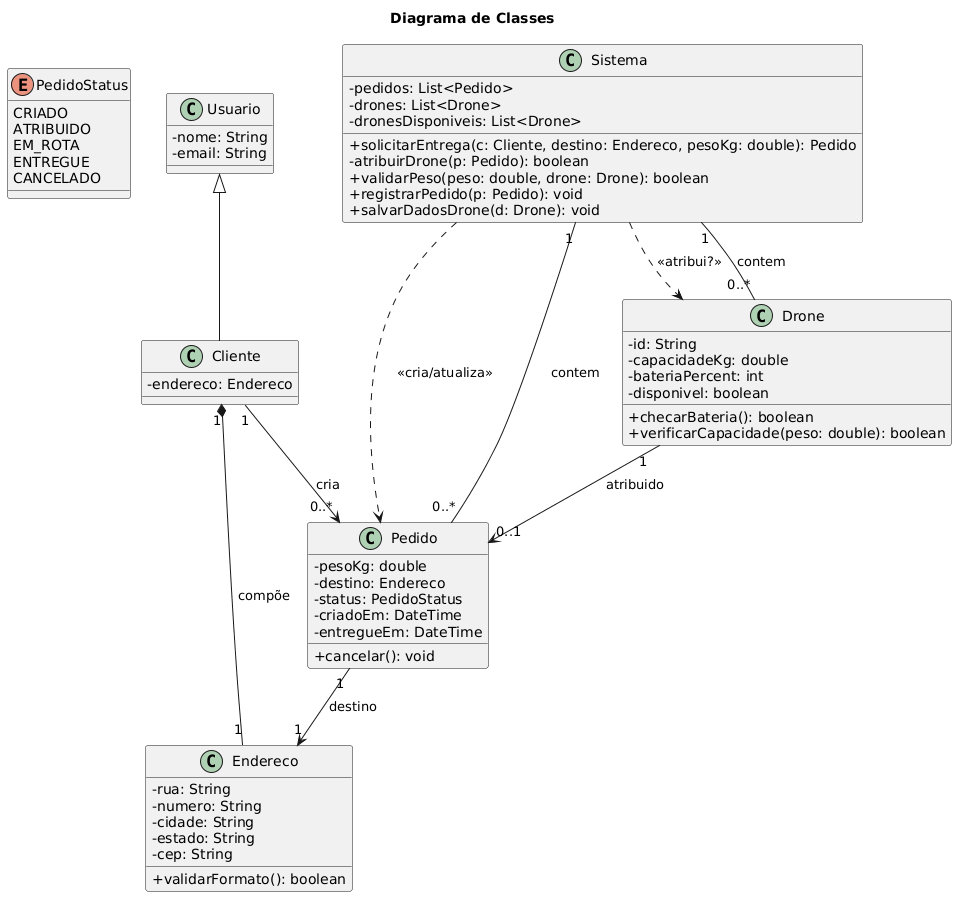 Diagrama de Classes
E PedidoStatus
CRIADO
ATRIBUIDO
EM_ROTA
ENTREGUE
CANCELADO
C Usuario
-nome: String
-email: String
C Sistema
-pedidos: List<Pedido>
-drones: List<Drone>
-dronesDisponiveis: List<Drone>
+solicitarEntrega(c: Cliente, destino: Endereco, pesoKg: double): Pedido
-atribuirDrone(p: Pedido): boolean
+validarPeso(peso: double, drone: Drone): boolean
+registrarPedido(p: Pedido): void
+salvarDadosDrone(d: Drone): void
1
1
«atribui?»
contem
0..*
C Drone
-id: String
-capacidadeKg: double
-bateriaPercent: int
-disponivel: boolean
+checarBateria(): boolean
+verificarCapacidade(peso: double): boolean
C Cliente
-endereco: Endereco
«cria/atualiza»
contem
1
1
1
cria
atribuido
0..*
0..*
0..1
C Pedido
-pesoKg: double
-destino: Endereco
-status: PedidoStatus
-criadoEm: DateTime
-entregueEm: DateTime
+cancelar(): void
compõe
1
destino
1
1
C Endereco
-rua: String
-numero: String
-cidade: String
-estado: String
-cep: String
+validarFormato(): boolean